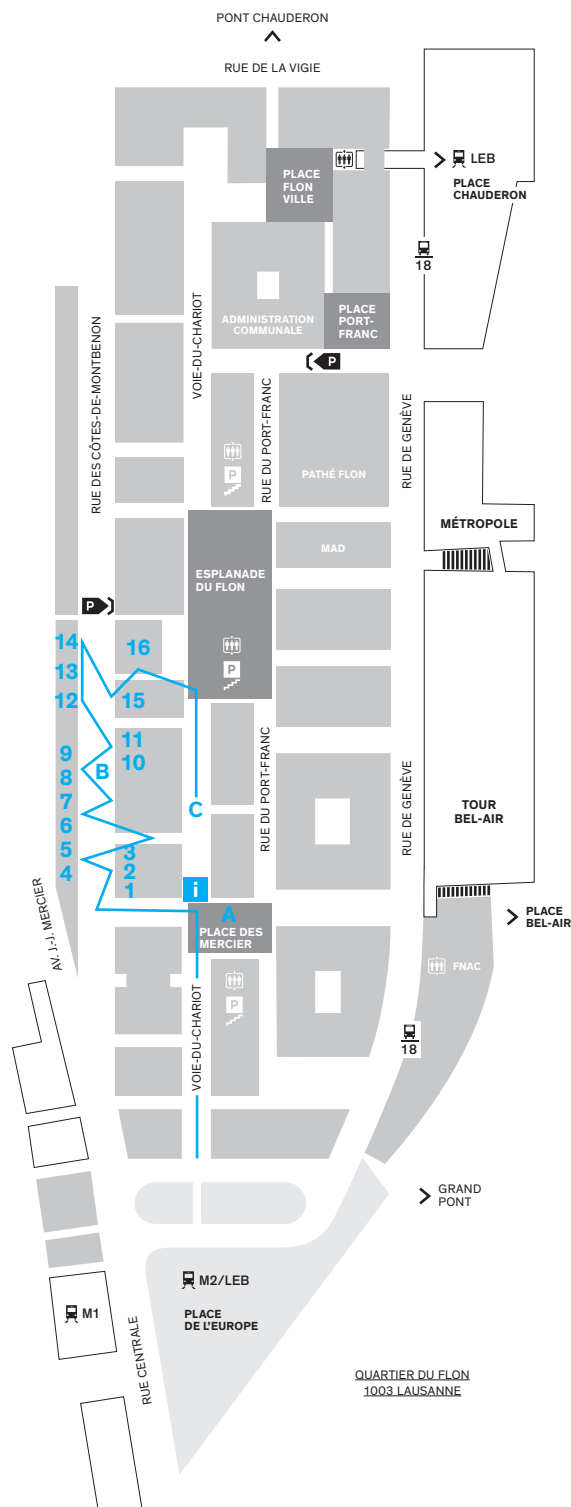 PONT CHAUDERON
RUE DE LA VIGIE
LEB
PLACE
CHAUDERON
PLACE
FLON
VILLE
18
VOIE-DU-CHARIOT
ADMINISTRATION
COMMUNALE
PLACE
PORT-
FRANC
P
RUE DES CÔTES-DE-MONTBENON
RUE DU PORT-FRANC
RUE DE GENÈVE
P
PATHÉ FLON
MÉTROPOLE
MAD
ESPLANADE
DU FLON
P
P
14
16
13
12
15
11
10
9
8
7
6
5
4
B
C
3
2
1
RUE DU PORT-FRANC
RUE DE GENÈVE
TOUR
BEL-AIR
i
A
PLACE DES
MERCIER
PLACE
BEL-AIR
AV. J.-J. MERCIER
FNAC
P
VOIE-DU-CHARIOT
18
GRAND
PONT
M2/LEB
M1
PLACE
DE L'EUROPE
RUE CENTRALE
QUARTIER DU FLON
1003 LAUSANNE